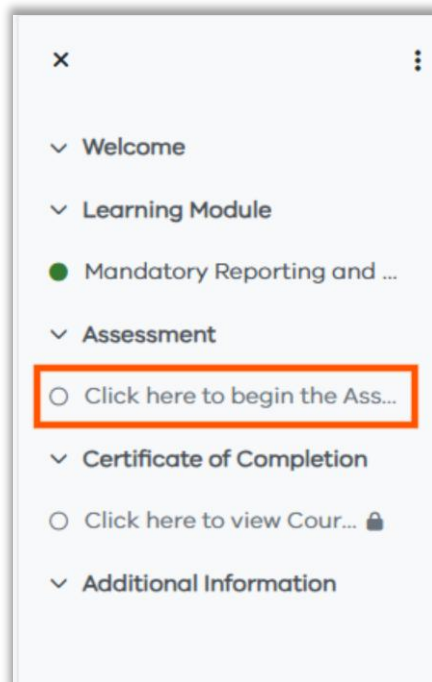 Welcome
Learning Module
Mandatory Reporting and ...
Assessment
Click here to begin the Ass...
Certificate of Completion
Click here to view Cour...
Additional Information